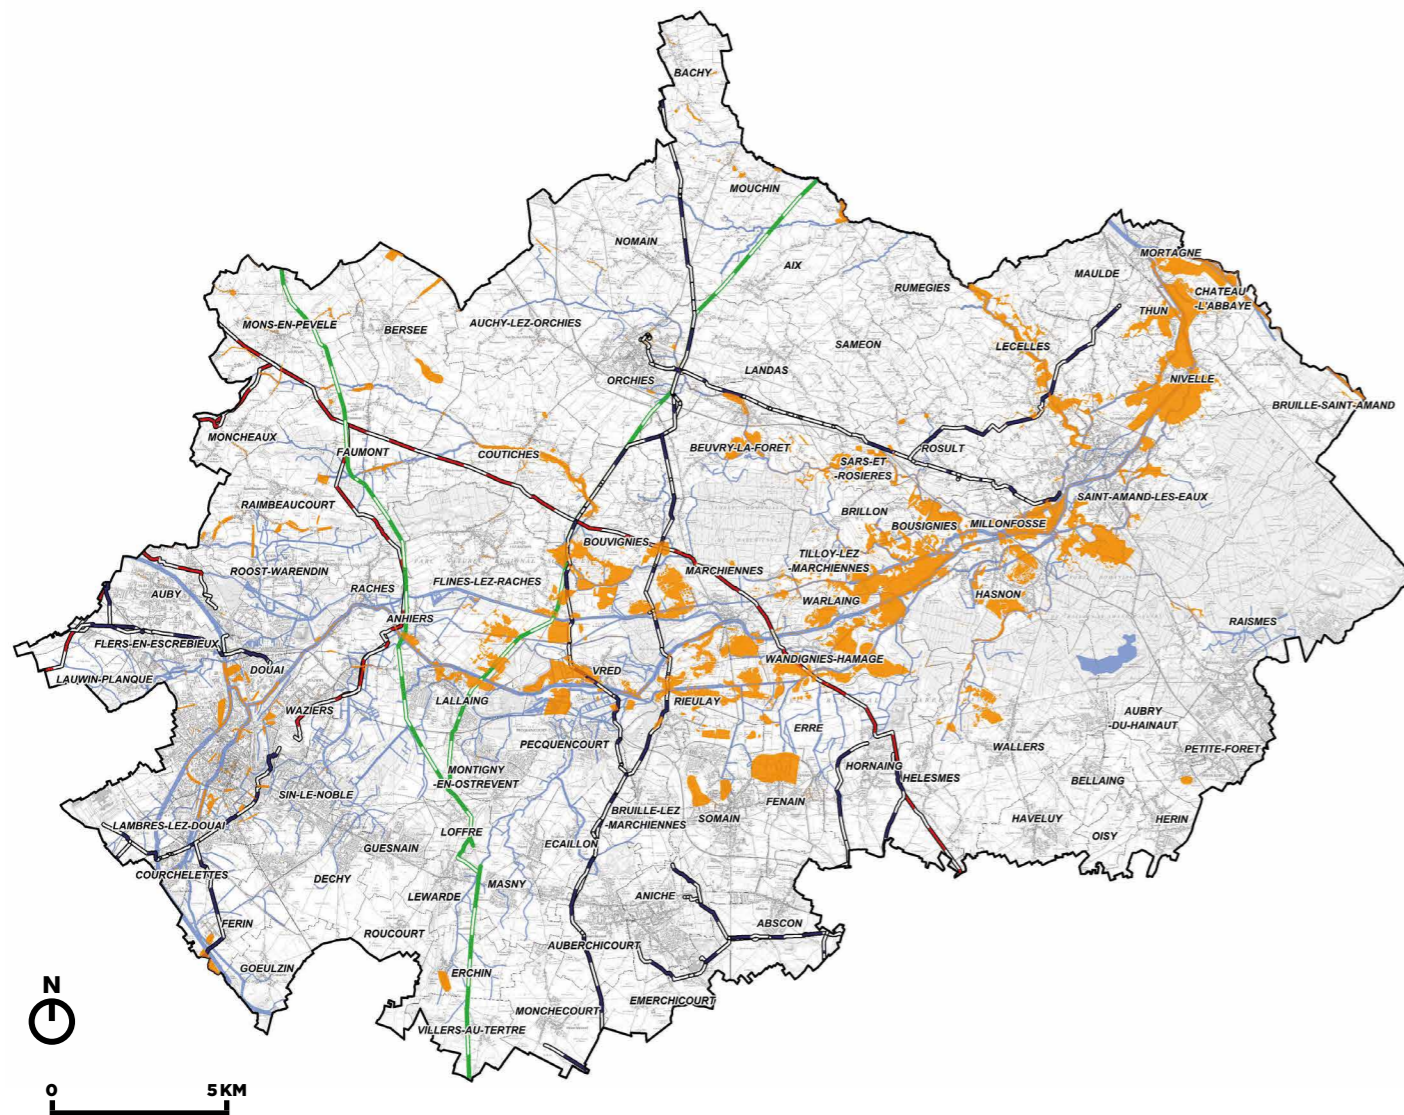 BACHY
MOUCHIN
NOMAIN
AIX
MORTAGNE
MAULDE
RUMEGIES
CHATEAU
-L'ABBAYE
THUN
MONS-EN-PEVELE
BERSEE
AUCHY-LEZ-ORCHIES
SAMEON
LECELLES
LANDAS
ORCHIES
NIVELLE
BRUILLE-SAINT-AMAND
MONCHEAUX
FAUMONT
COUTICHES
BEUVRY-LA-FORET
ROSULT
SARS-ET
-ROSIERES
RAIMBEAUCOURT
SAINT-AMAND-LES-EAUX
BRILLON
BOUSIGNIES
MILLONFOSSE
BOUVIGNIES
TILLOY-LEZ
-MARCHIENNES
ROOST-WARENDIN
MARCHIENNES
FLINES-LEZ-RACHES
RACHES
AUBY
HASNON
WARLAING
ANHIERS
RAISMES
FLERS-EN-ESCREBIEUX
WANDIGNIES-HAMAGE
DOUAI
VRED
LAUWIN-PLANQUE
LALLAING
RIEULAY
WAZIERS
AUBRY
-DU-HAINAUT
ERRE
PECQUENCOURT
WALLERS
PETITE-FORET
MONTIGNY
-EN-OSTREVENT
HORNAING
HELESMES
BELLAING
SIN-LE-NOBLE
FENAIN
BRUILLE-LEZ
-MARCHIENNES
SOMAIN
HAVELUY
HERIN
LAMBRES-LEZ-DOUAI
LOFFRE
OISY
GUESNAIN
ECAILLON
COURCHELETTES
DECHY
MASNY
LEWARDE
ANICHE
FERIN
ABSCON
ROUCOURT
AUBERCHICOURT
GOEULZIN
ERCHIN
EMERCHICOURT
MONCHECOURT
VILLERS-AU-TERTRE
N
0 5 KM